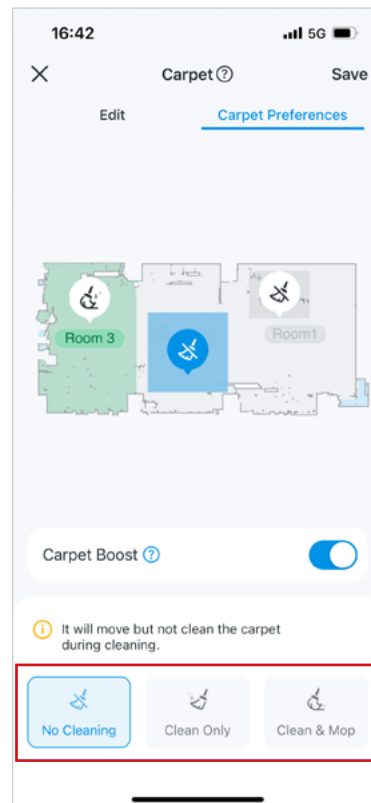 16:42
5G
Carpet ?
Save
Edit
Carpet Preferences
Room 3
Room1
Carpet Boost ?
It will move but not clean the carpet
during cleaning.
No Cleaning
Clean Only
Clean & Mop